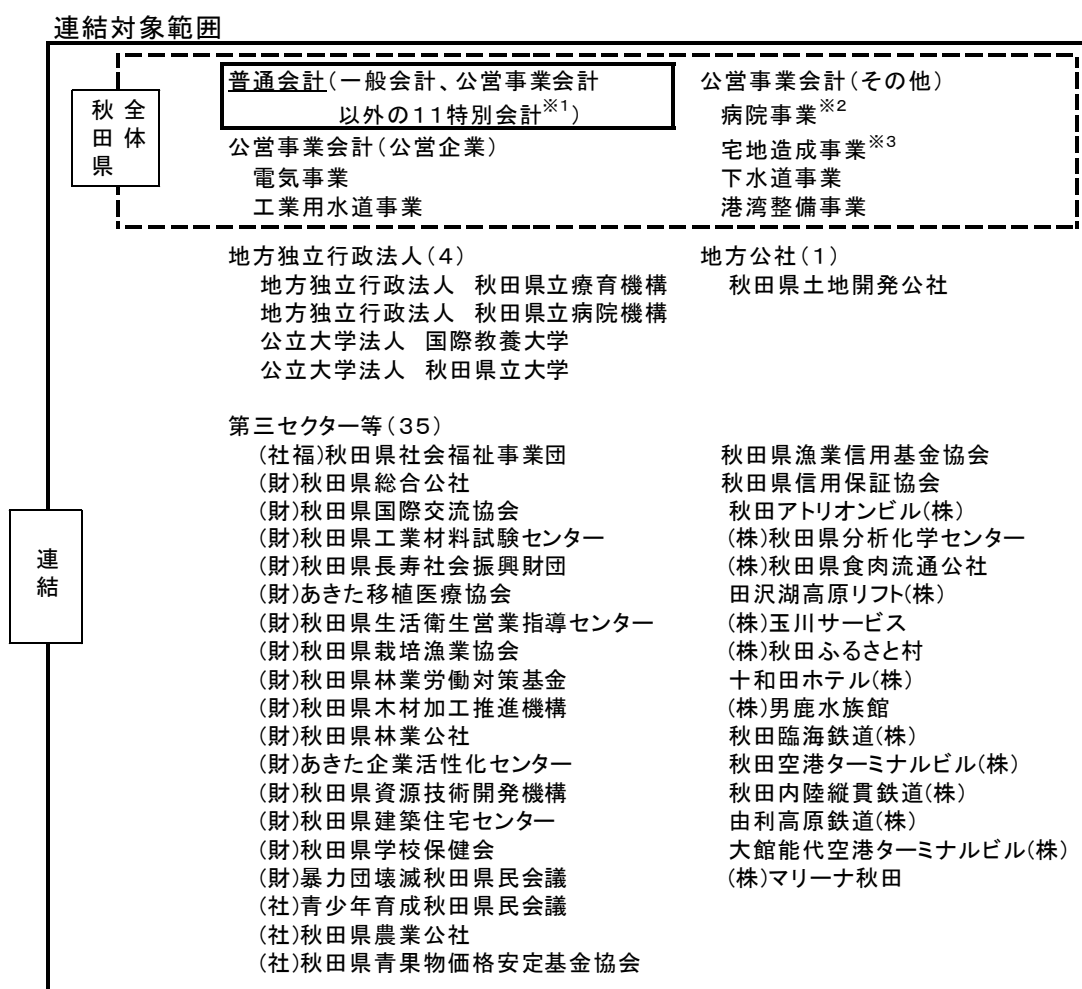 連結対象範囲
秋田県全体
普通会計(一般会計、公営事業会計
以外の11特別会計※1)
公営事業会計(公営企業)
電気事業
工業用水道事業
公営事業会計(その他)
病院事業※2
宅地造成事業※3
下水道事業
港湾整備事業
連結
地方独立行政法人(4)
地方独立行政法人 秋田県立療育機構
地方独立行政法人 秋田県立病院機構
公立大学法人 国際教養大学
公立大学法人 秋田県立大学
地方公社(1)
秋田県土地開発公社
第三セクター等(35)
(社福)秋田県社会福祉事業団
(財)秋田県総合公社
(財)秋田県国際交流協会
(財)秋田県工業材料試験センター
(財)秋田県長寿社会振興財団
(財)あきた移植医療協会
(財)秋田県生活衛生営業指導センター
(財)秋田県栽培漁業協会
(財)秋田県林業労働対策基金
(財)秋田県木材加工推進機構
(財)秋田県林業公社
(財)あきた企業活性化センター
(財)秋田県資源技術開発機構
(財)秋田県建築住宅センター
(財)秋田県学校保健会
(財)暴力団壊滅秋田県民会議
(社)青少年育成秋田県民会議
(社)秋田県農業公社
(社)秋田県青果物価格安定基金協会
秋田県漁業信用基金協会
秋田県信用保証協会
秋田アトリオンビル(株)
(株)秋田県分析化学センター
(株)秋田県食肉流通公社
田沢湖高原リフト(株)
(株)玉川サービス
(株)秋田ふるさと村
十和田ホテル(株)
(株)男鹿水族館
秋田臨海鉄道(株)
秋田空港ターミナルビル(株)
秋田内陸縦貫鉄道(株)
由利高原鉄道(株)
大館能代空港ターミナルビル(株)
(株)マリーナ秋田